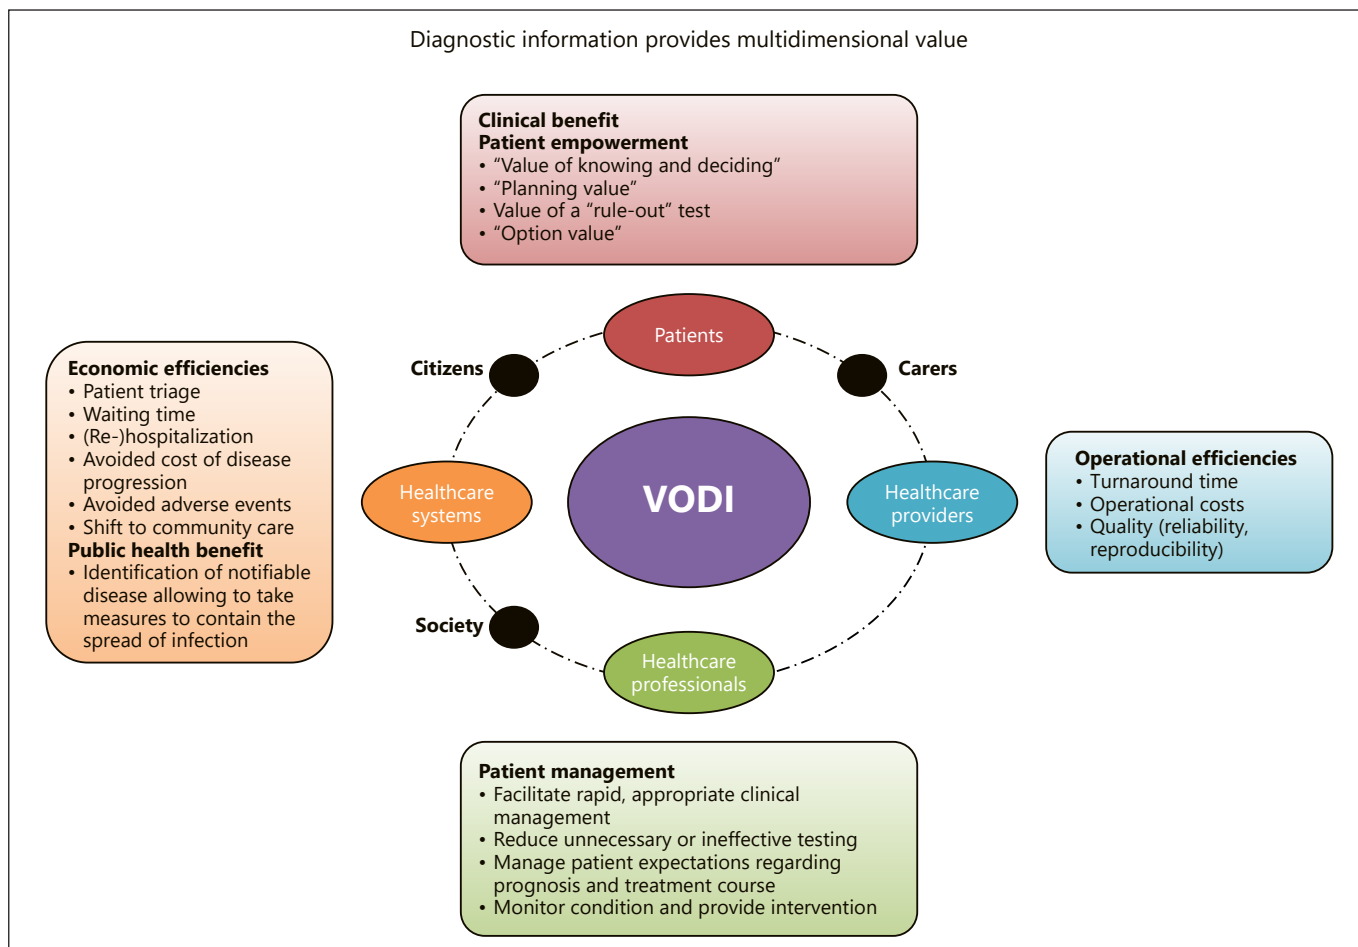 Diagnostic information provides multidimensional value
Clinical benefit
Patient empowerment
• “Value of knowing and deciding“
• “Planning value”
• Value of a “rule-out” test
• “Option value”
Patients
Citizens
Carers
Economic efficiencies
• Patient triage
• Waiting time
• (Re-)hospitalization
• Avoided cost of disease
progression
• Avoided adverse events
• Shift to community care
Public health benefit
• Identification of notifiable
disease allowing to take
measures to contain the
spread of infection
Healthcare
systems
VODI
Healthcare
providers
Operational efficiencies
• Turnaround time
• Operational costs
• Quality (reliability,
reproducibility)
Society
Healthcare
professionals
Patient management
• Facilitate rapid, appropriate clinical
management
• Reduce unnecessary or ineffective testing
• Manage patient expectations regarding
prognosis and treatment course
• Monitor condition and provide intervention